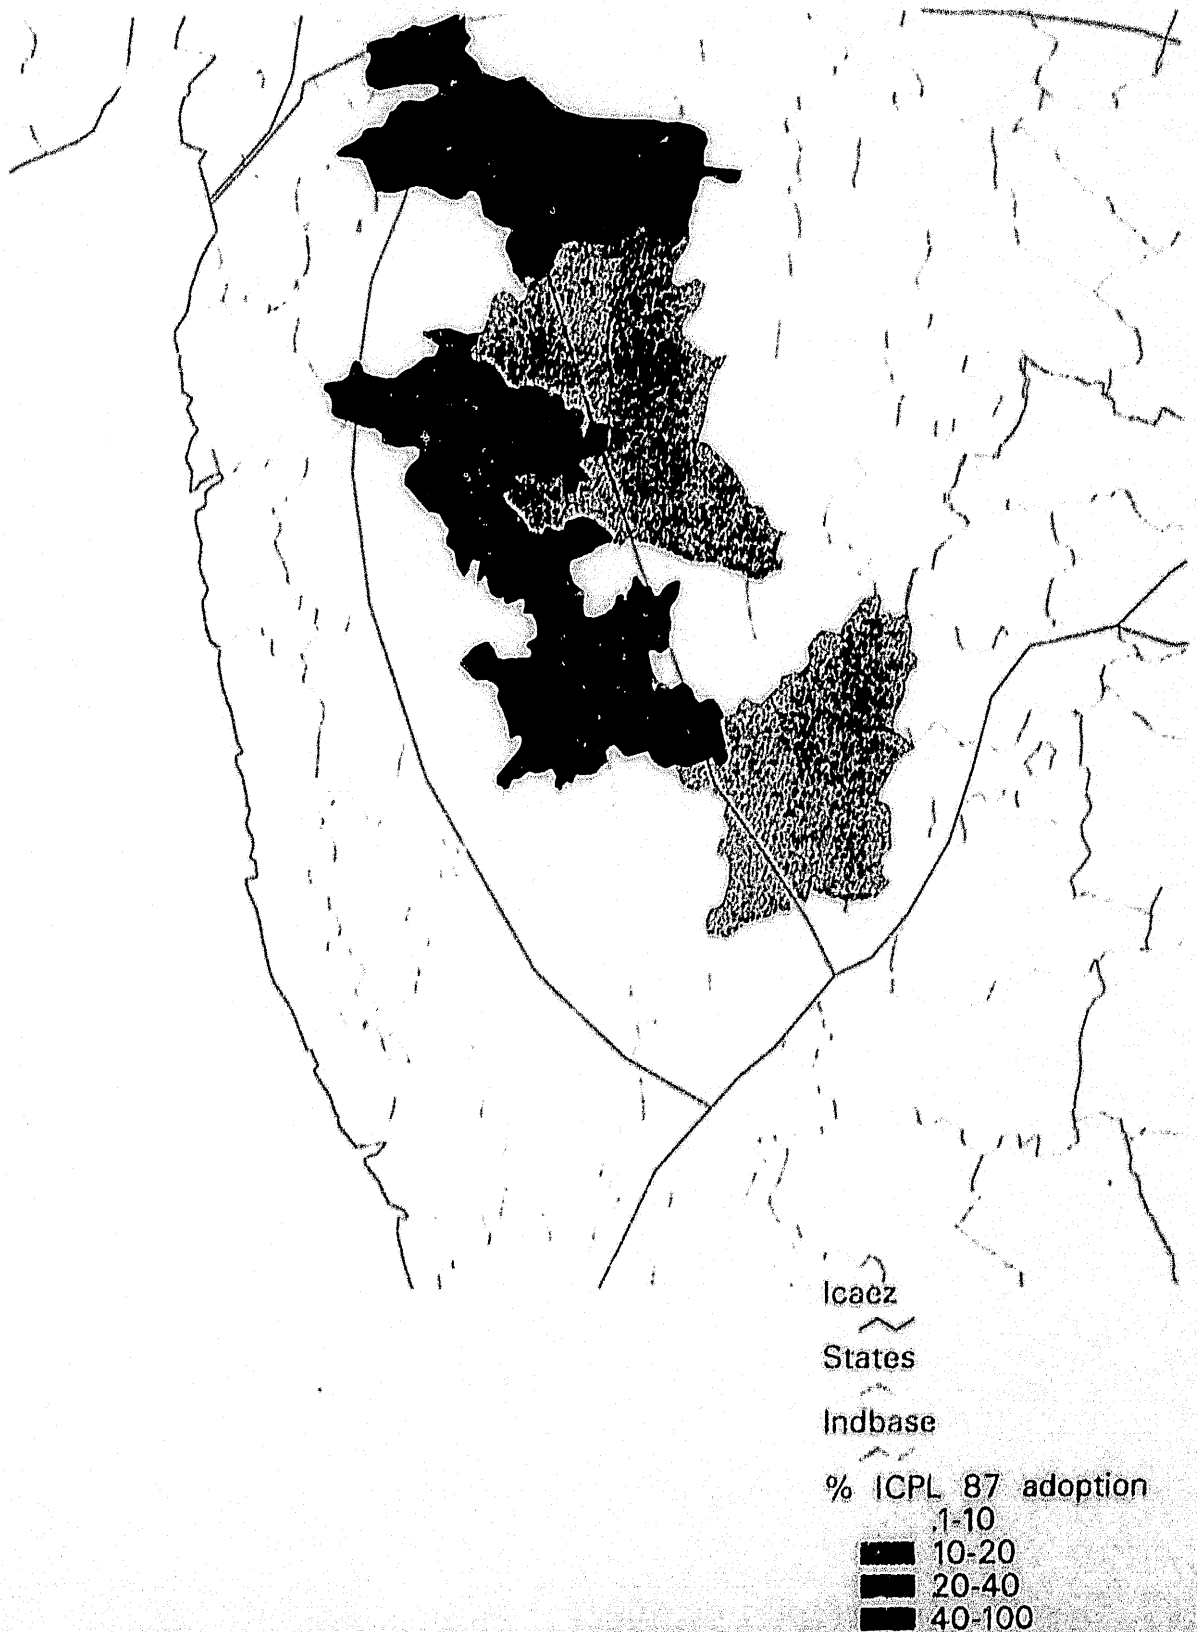 Icaez
States
Indbase
% ICPL 87 adoption
.1-10
10-20
20-40
40-100